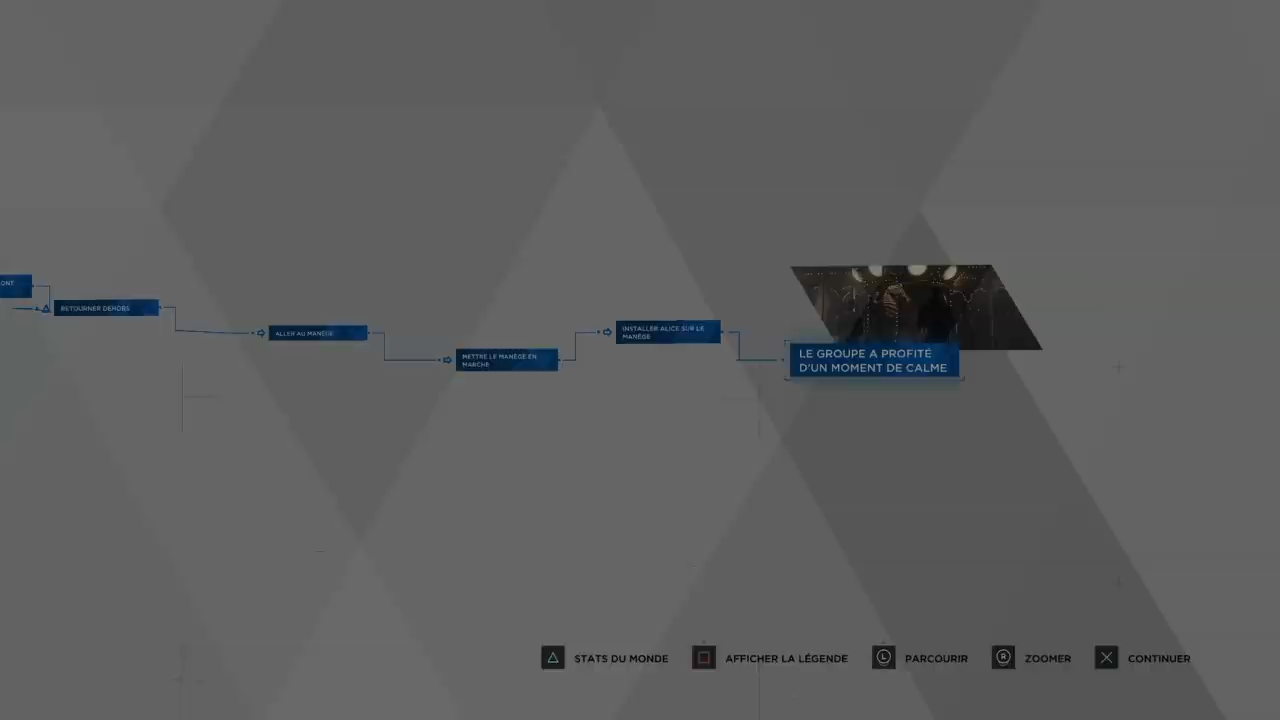 ONT
RETOURNER DEHORS
ALLER AU MANÈGE
METTRE LE MANÈGE EN
MARCHE
INSTALLER ALICE SUR LE
MANÈGE
LE GROUPE A PROFITÉ
D'UN MOMENT DE CALME
STATS DU MONDE
AFFICHER LA LÉGENDE
L PARCOURIR
R ZOOMER
CONTINUER